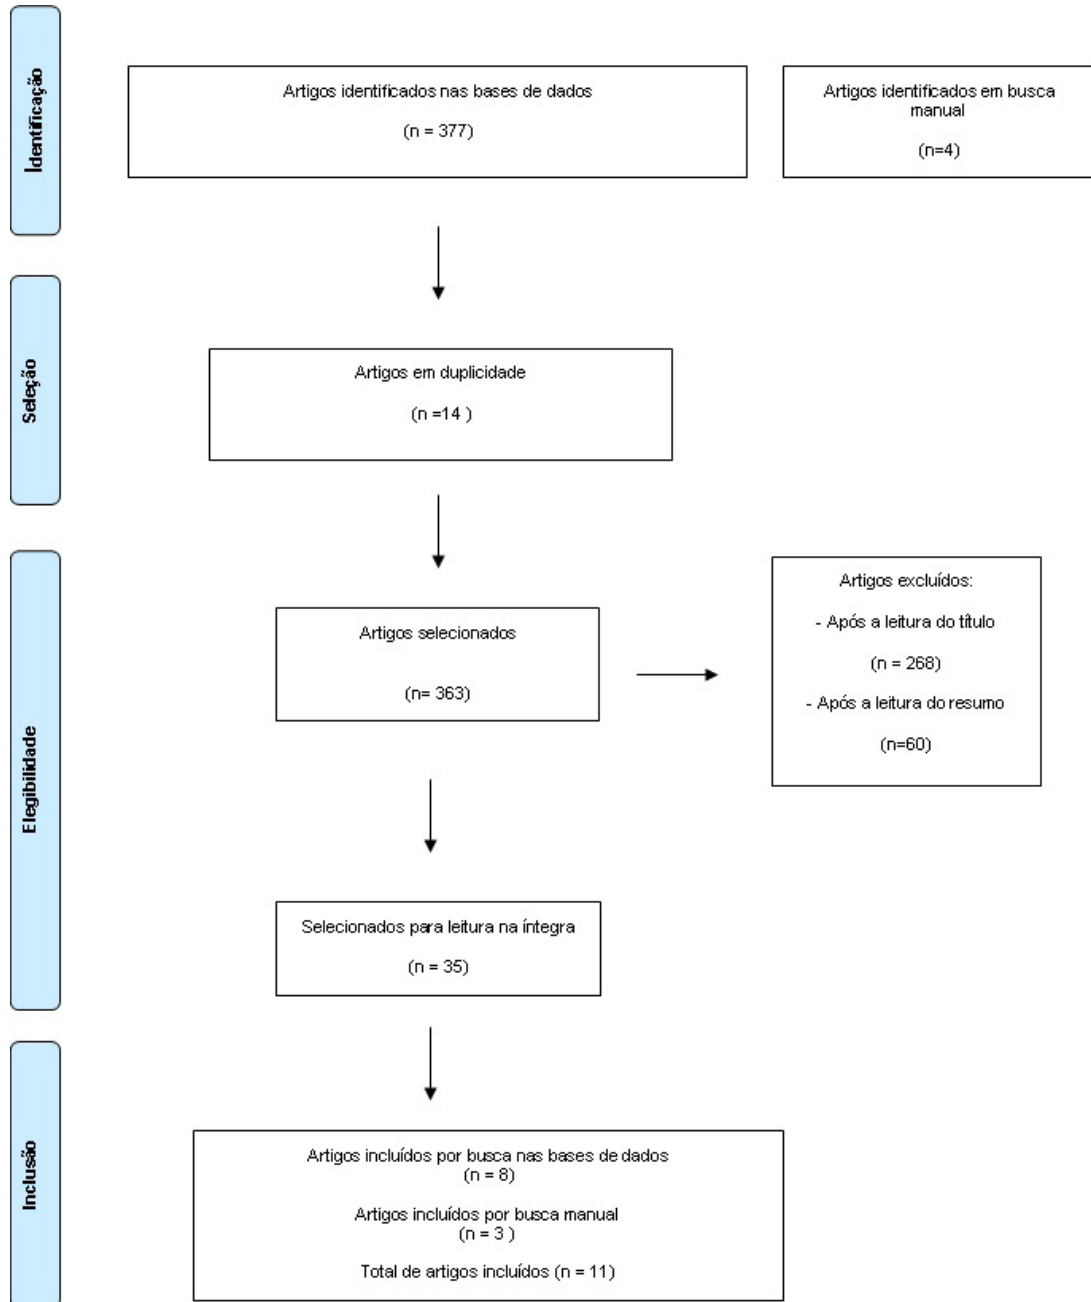 Identificação
Artigos identificados nas bases de dados
(n = 377)
Artigos identificados em busca
manual
(n=4)
Seleção
Artigos em duplicidade
(n =14 )
Elegibilidade
Artigos selecionados
(n= 363)
Artigos excluídos:
- Após a leitura do título
(n = 268)
- Após a leitura do resumo
(n=60)
Selecionados para leitura na íntegra
(n = 35)
Inclusão
Artigos incluídos por busca nas bases de dados
(n = 8)
Artigos incluídos por busca manual
(n = 3 )
Total de artigos incluídos (n = 11)